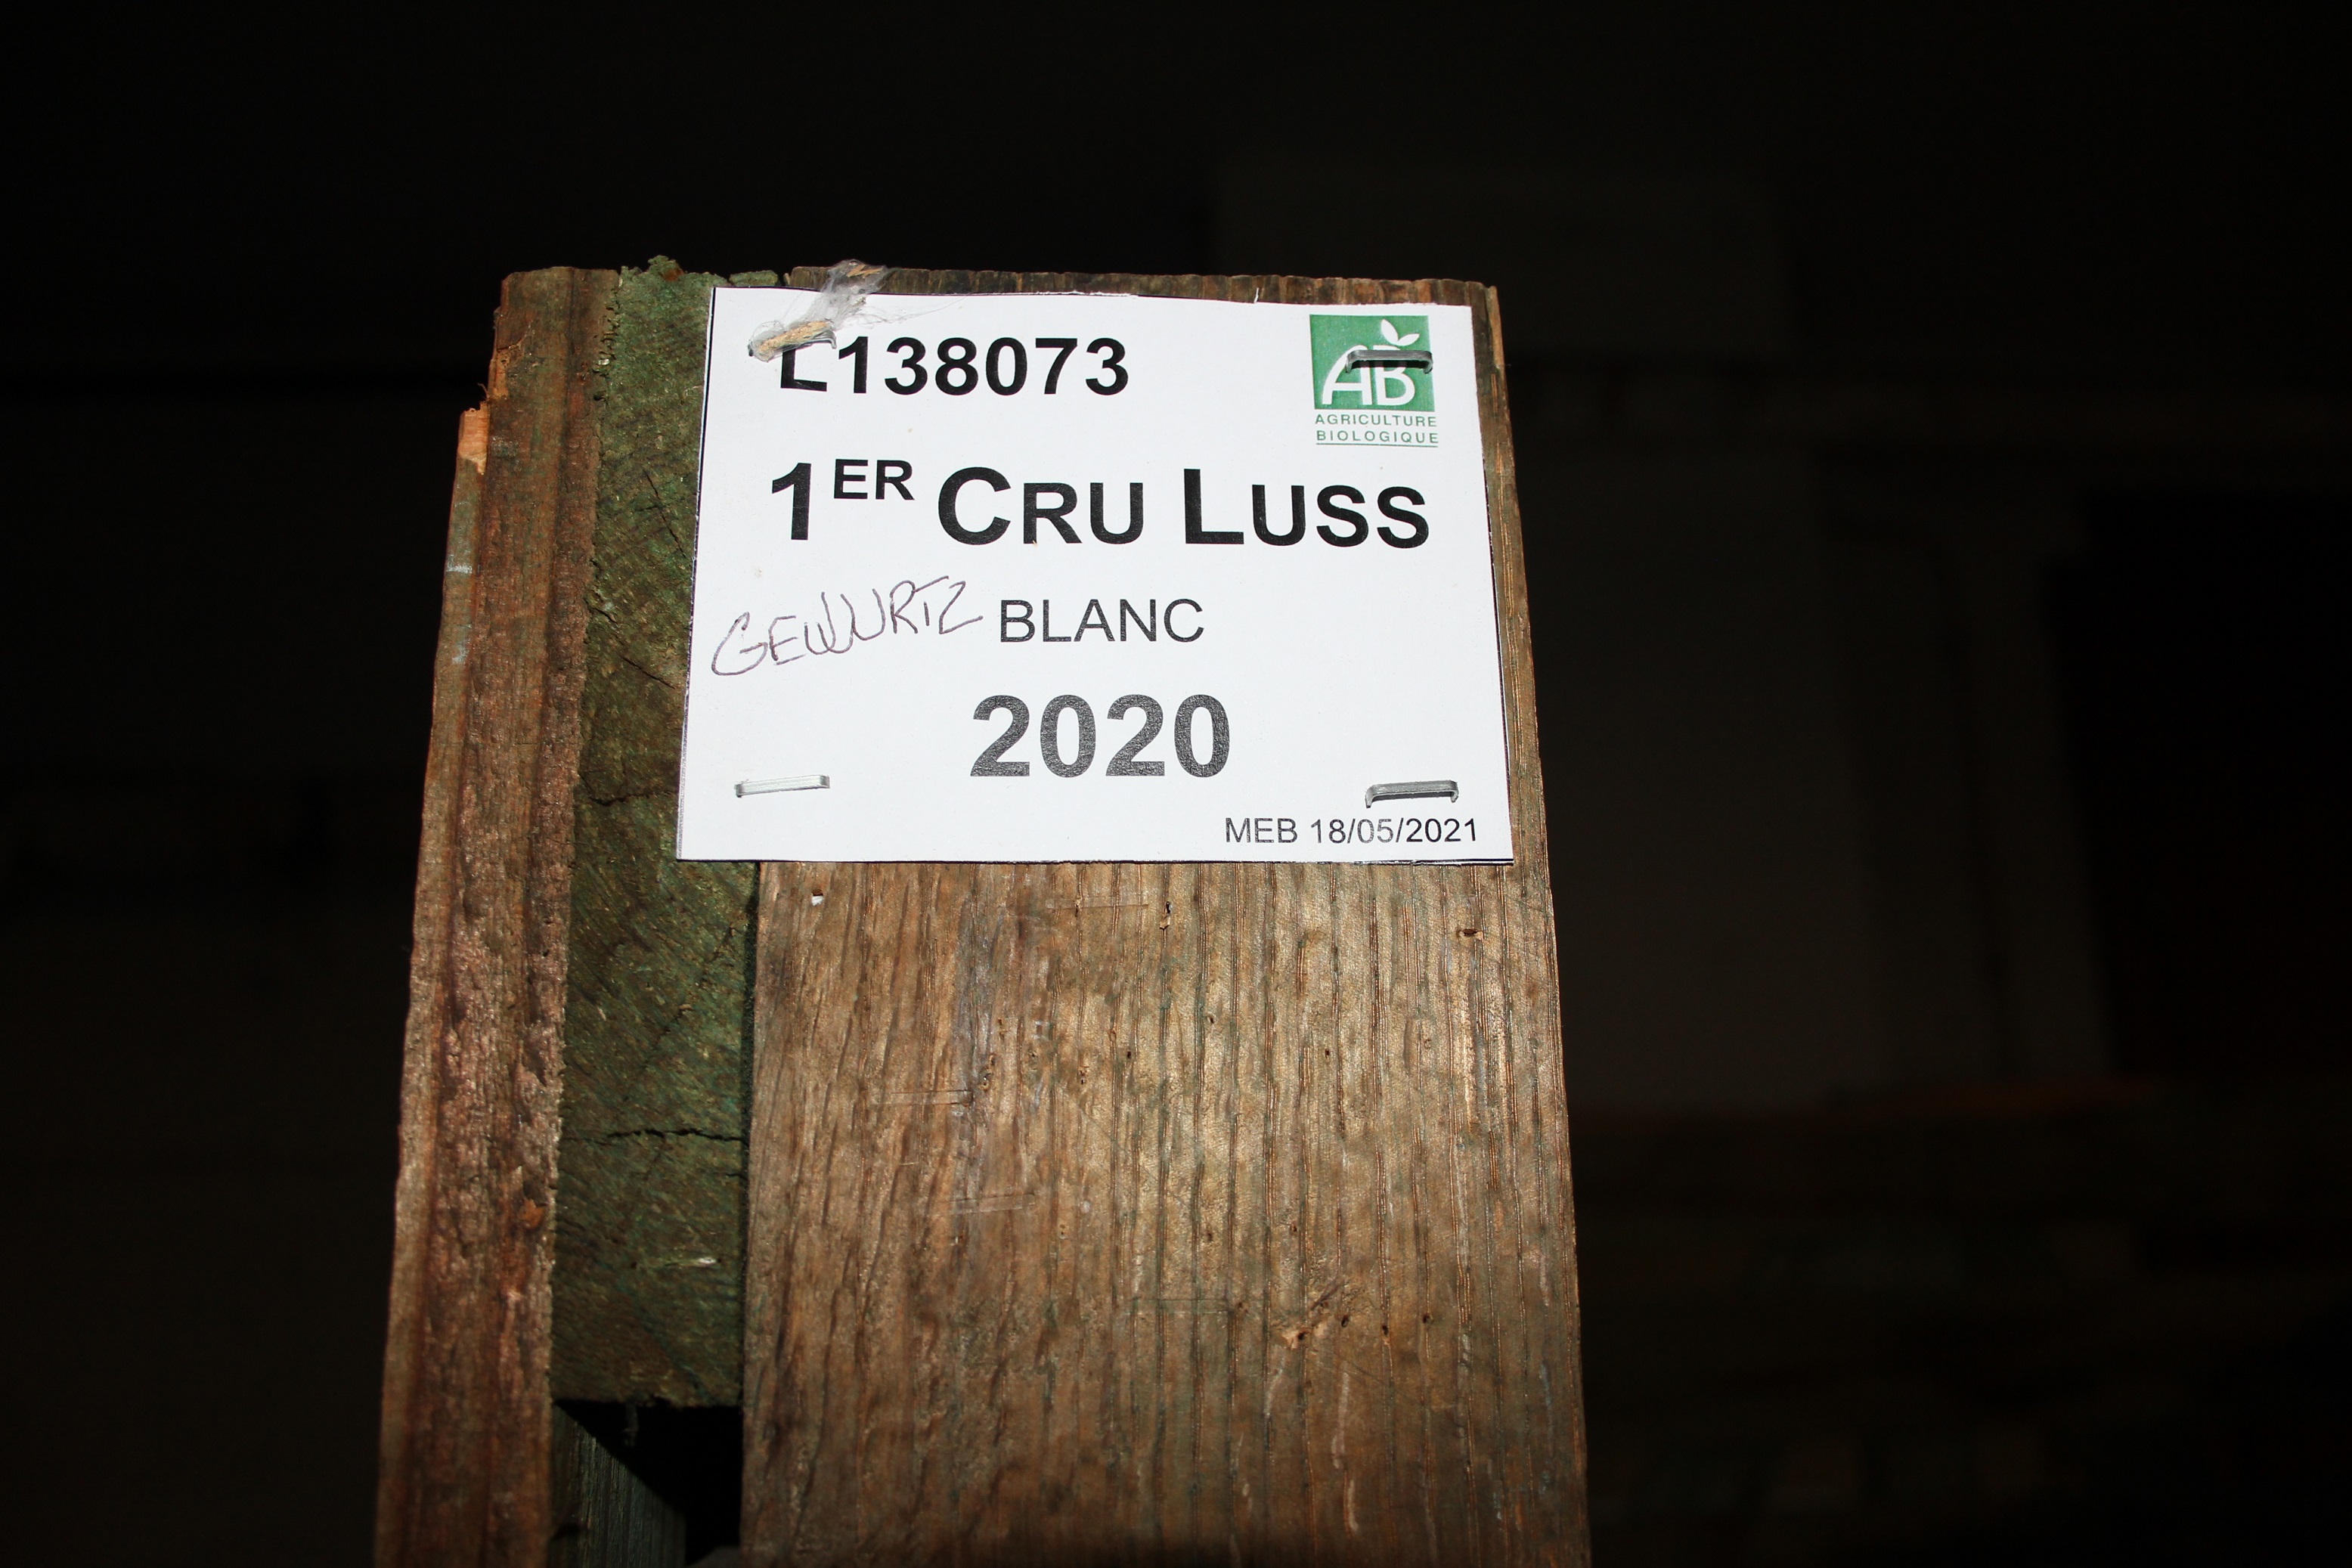 L138073
AB
AGRICULTURE
BIOLOGIQUE
1ER CRU LUSS
GEWURTZ BLANC
2020
MEB 18/05/2021